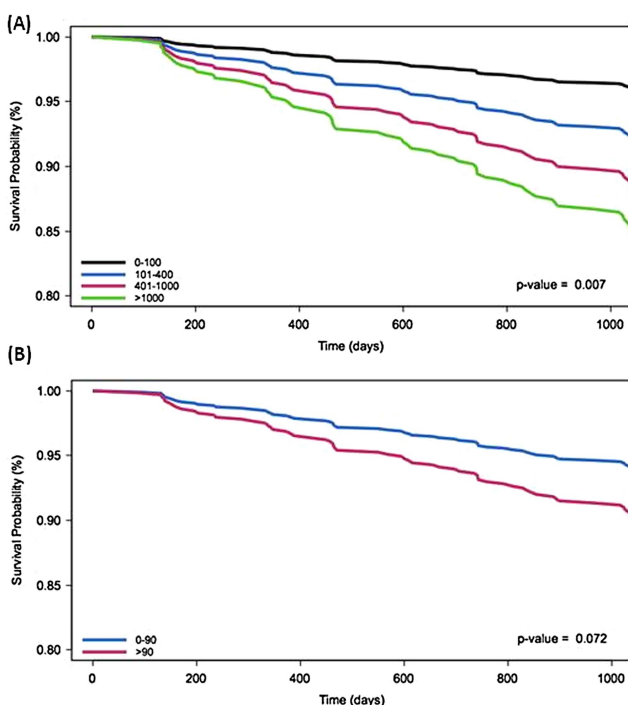 (A)
1.00
0.95
0.90
0.85
0.80
Survival Probability (%)
0-100
101-400
401-1000
>1000
p-value = 0.007
0 200 400 600 800 1000
Time (days)
(B)
1.00
0.95
0.90
0.85
0.80
Survival Probability (%)
0-90
>90
p-value = 0.072
0 200 400 600 800 1000
Time (days)